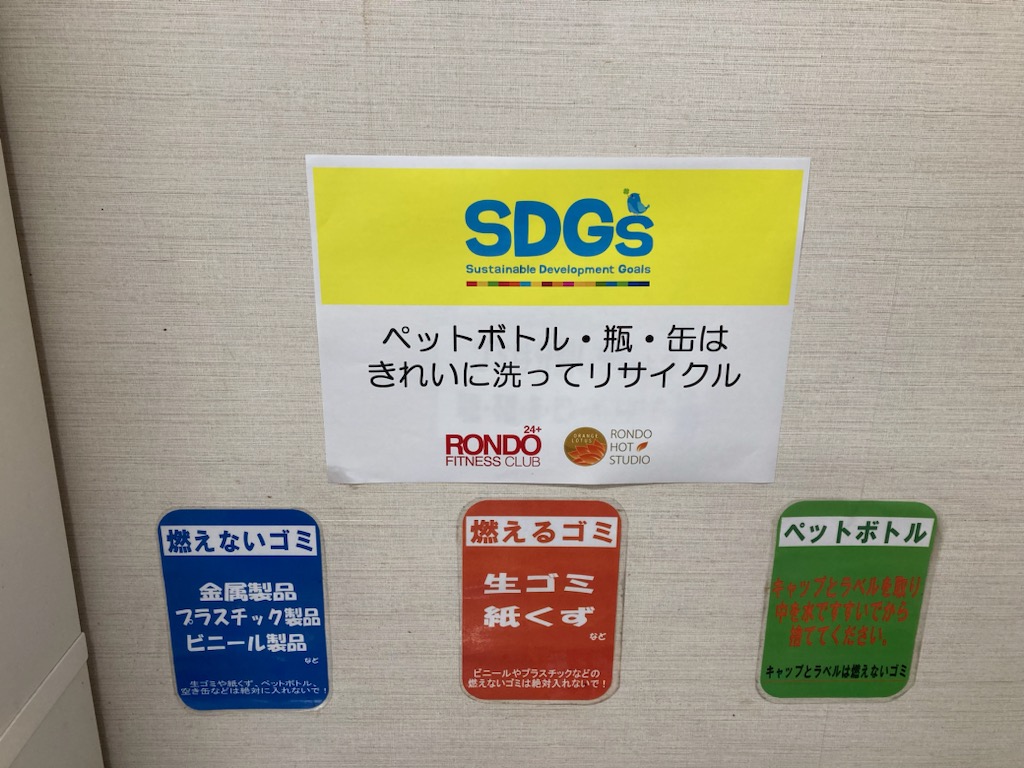 SDGs
Sustainable Development Goals
ペットボトル・瓶・缶は
きれいに洗ってリサイクル
24+
RONDO
FITNESS CLUB
ORANGE
LOTUS
RONDO
HOT
STUDIO
燃えないゴミ
金属製品
プラスチック製品
ビニール製品
など
生ゴミや紙くず、ペットボトル、
空き缶などは絶対に入れないで!
燃えるゴミ
生ゴミ
紙くず
など
ビニールやプラスチックなどの
燃えないゴミは絶対入れないで!
ペットボトル
キャップとラベルを取り
中を水ですすいでから
捨ててください。
キャップとラベルは燃えないゴミ